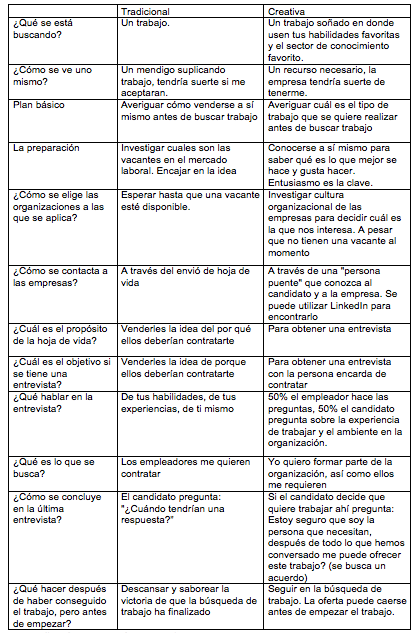 Tradicional
Creativa
¿Qué se está
buscando?
Un trabajo.
Un trabajo soñado en donde
usen tus habilidades favoritas
y el sector de conocimiento
favorito.
¿Cómo se ve uno
mismo?
Un mendigo suplicando
trabajo, tendría suerte si me
aceptaran.
Un recurso necesario, la
empresa tendría suerte de
tenerme.
Plan básico
Averiguar cómo venderse a sí
mismo antes de buscar trabajo
Averiguar cuál es el tipo de
trabajo que se quiere realizar
antes de buscar trabajo
La preparación
Investigar cuales son las
vacantes en el mercado
laboral. Encajar en la idea
Conocerse a sí mismo para
saber qué es lo que mejor se
hace y gusta hacer.
Entusiasmo es la clave.
¿Cómo se elige las
organizaciones a las
que se aplica?
Esperar hasta que una vacante
esté disponible.
Investigar cultura
organizacional de las
empresas para decidir cuál es
la que nos interesa. A pesar
que no tienen una vacante al
momento
¿Cómo se contacta a
las empresas?
A través del envió de hoja de
vida
A través de una "persona
puente" que conozca al
candidato y a la empresa. Se
puede utilizar LinkedIn para
encontrarlo
¿Cuál es el propósito
de la hoja de vida?
Venderles la idea del por qué
ellos deberían contratarte
Para obtener una entrevista
¿Cuál es el objetivo si
se tiene una
entrevista?
Venderles la idea de porque
ellos deberían contratarte
Para obtener una entrevista
con la persona encarda de
contratar
¿Qué hablar en la
entrevista?
De tus habilidades, de tus
experiencias, de ti mismo
50% el empleador hace las
preguntas, 50% el candidato
pregunta sobre la experiencia
de trabajar y el ambiente en la
organización.
¿Qué es lo que se
busca?
Los empleadores me quieren
contratar
Yo quiero formar parte de la
organización, así como ellos
me requieren
¿Cómo se concluye
en la última
entrevista?
El candidato pregunta:
"¿Cuándo tendrían una
respuesta?"
Si el candidato decide que
quiere trabajar ahí pregunta:
Estoy seguro que soy la
persona que necesitan,
después de todo lo que hemos
conversado me puede ofrecer
este trabajo? (se busca un
acuerdo)
¿Qué hacer después
de haber conseguido
el trabajo, pero antes
de empezar?
Descansar y saborear la
victoria de que la búsqueda de
trabajo ha finalizado
Seguir en la búsqueda de
trabajo. La oferta puede caerse
antes de empezar el trabajo.